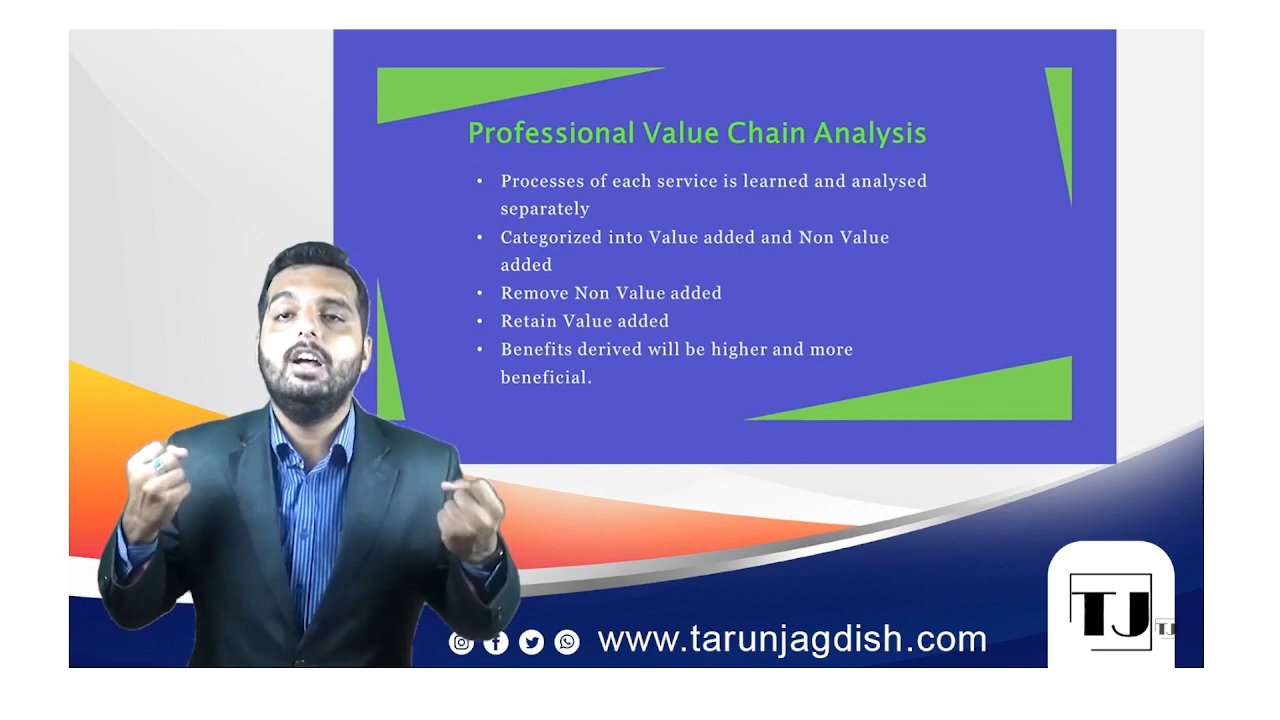 Professional Value Chain Analysis
• Processes of each service is learned and analysed
separately
• Categorized into Value added and Non Value
added
• Remove Non Value added
• Retain Value added
• Benefits derived will be higher and more
beneficial.
www.tarunjagdish.com
TJ
TJ